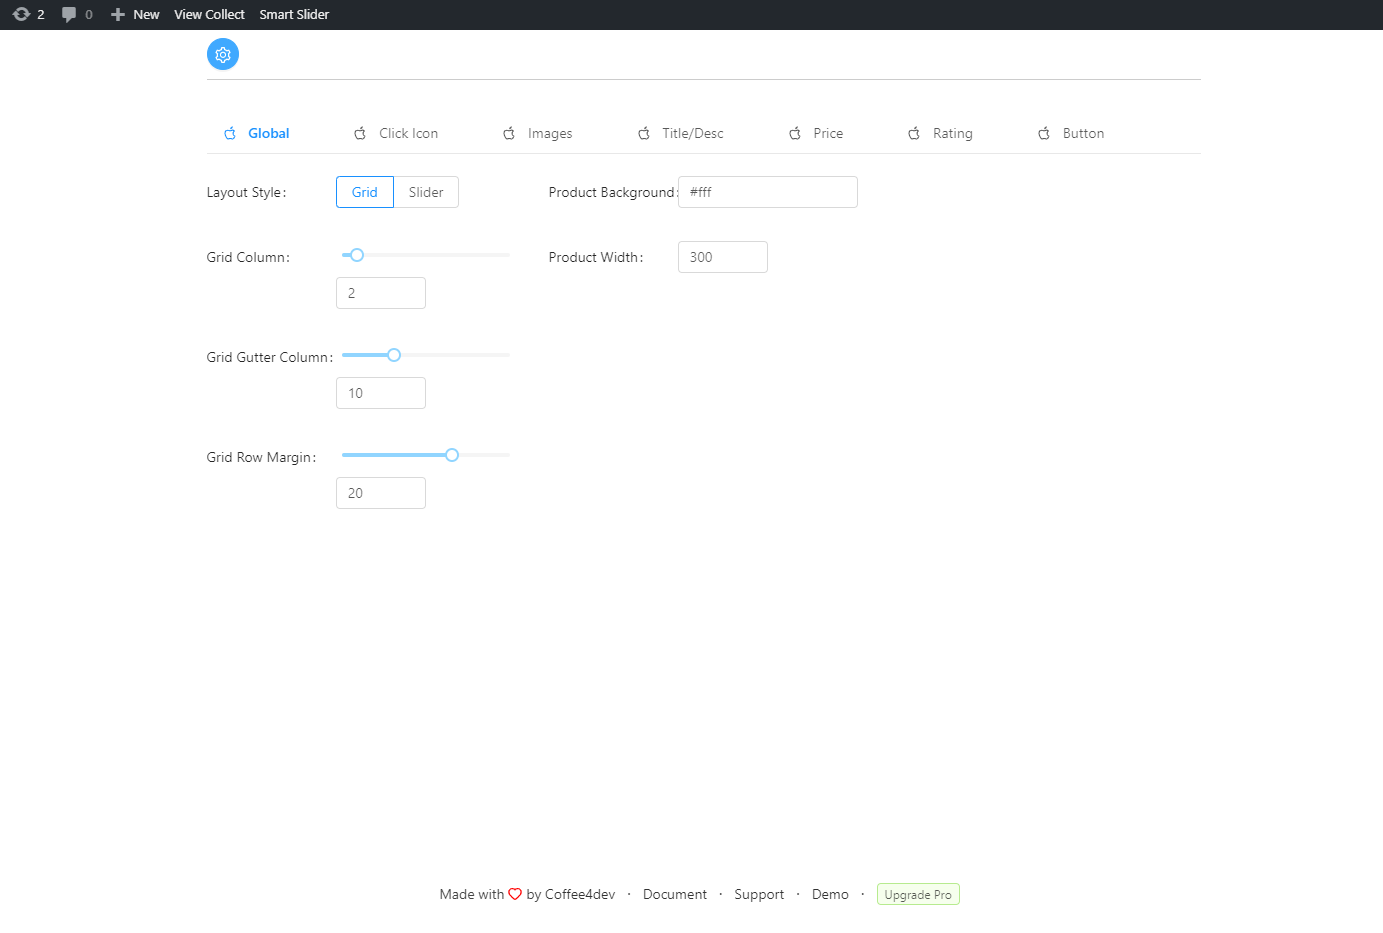 2 0 New View Collect Smart Slider
Global Click Icon Images Title/Desc Price Rating Button
Layout Style: Grid Slider Product Background: #fff
Grid Column: Product Width: 300
2
Grid Gutter Column:
10
Grid Row Margin:
20
Made with by Coffee4dev · Document · Support · Demo · Upgrade Pro